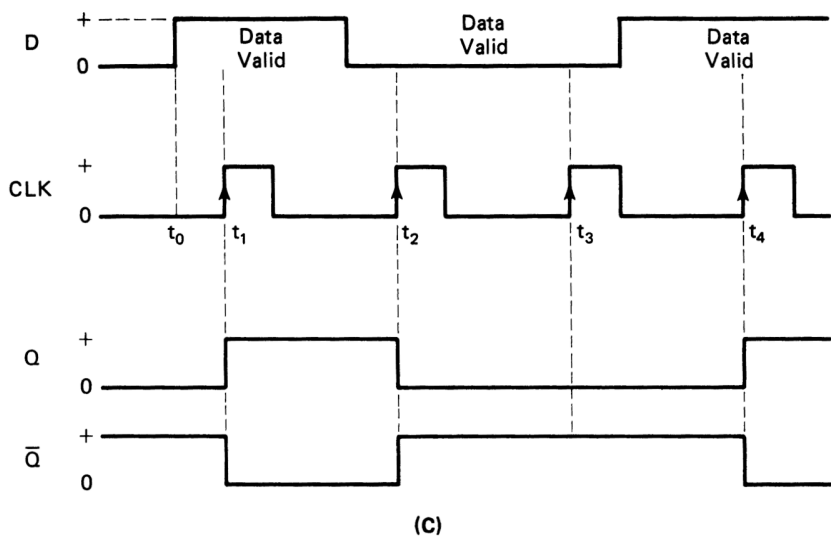 D
+
0
Data
Valid
Data
Valid
Data
Valid
CLK
+
0
t₀
t₁
t₂
t₃
t₄
Q
+
0
Q̅
+
0
(C)